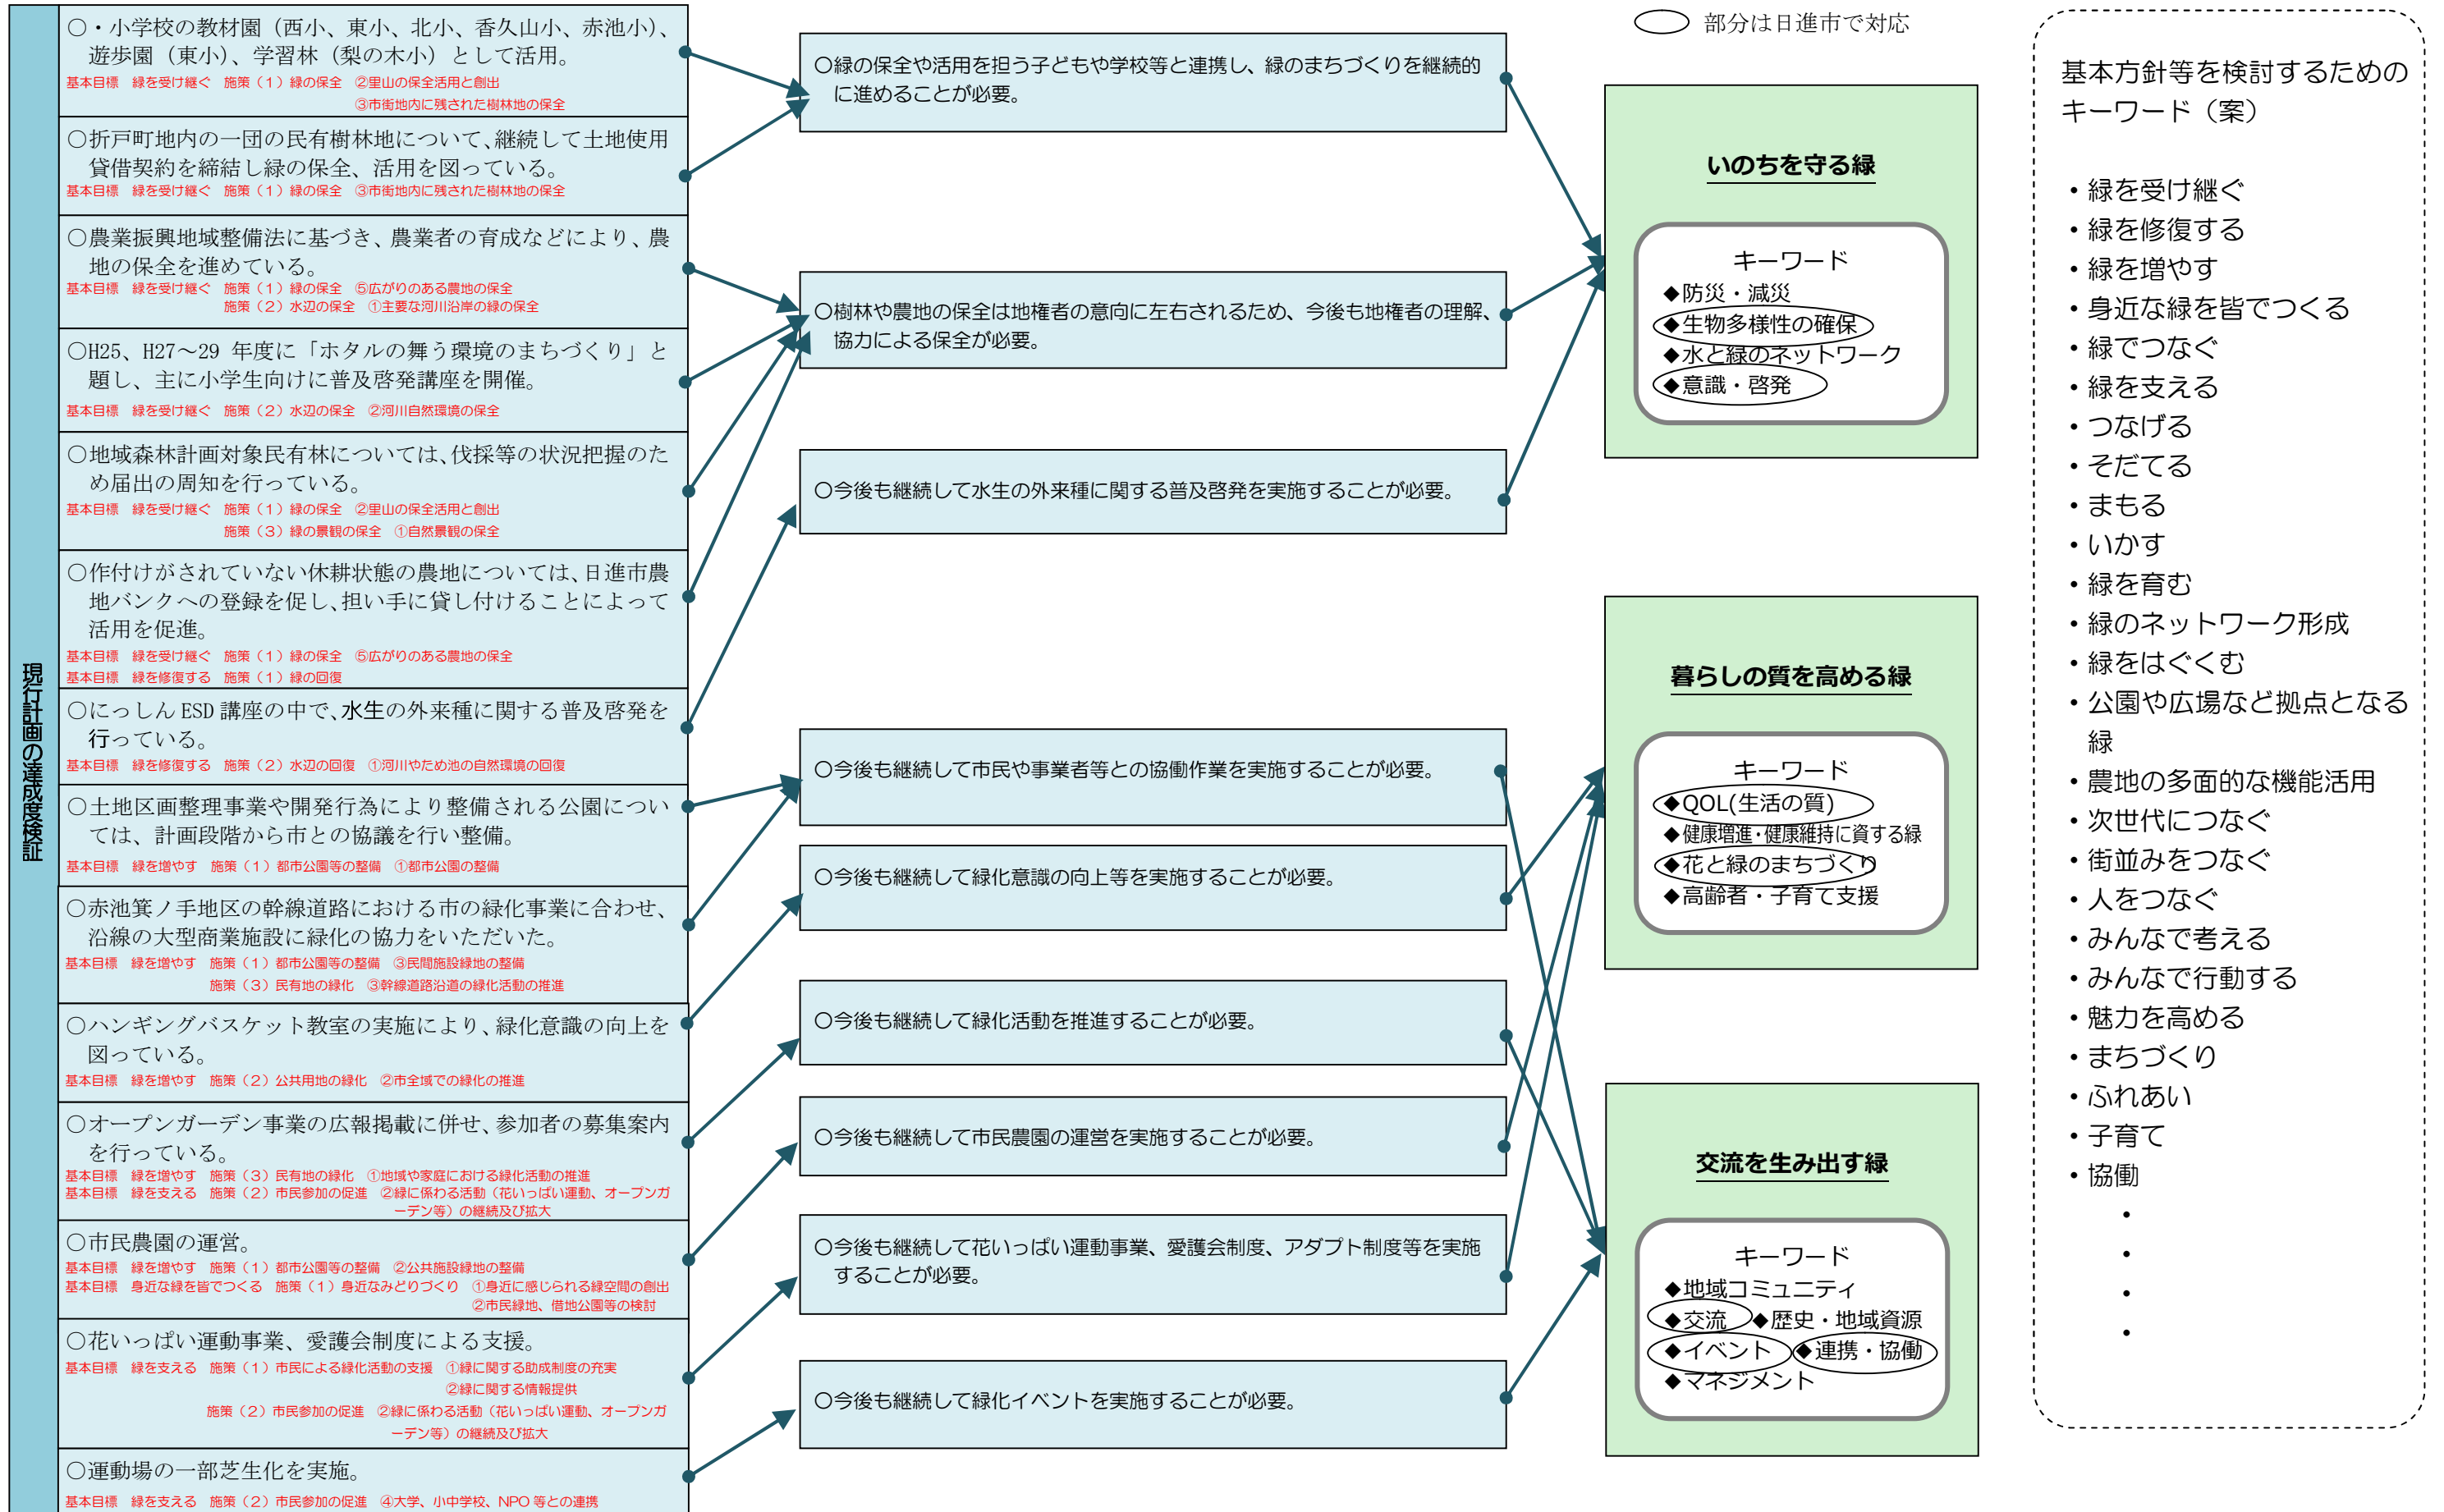 現行計画の達成度検証
○・小学校の教材園（西小、東小、北小、香久山小、赤池小）、
遊歩園（東小）、学習林（梨の木小）として活用。
基本目標　緑を受け継ぐ　施策（１）緑の保全　②里山の保全活用と創出
③市街地内に残された樹林地の保全
○折戸町地内の一団の民有樹林地について、継続して土地使用
貸借契約を締結し緑の保全、活用を図っている。
基本目標　緑を受け継ぐ　施策（１）緑の保全　③市街地内に残された樹林地の保全
○農業振興地域整備法に基づき、農業者の育成などにより、農
地の保全を進めている。
基本目標　緑を受け継ぐ　施策（１）緑の保全　⑤広がりのある農地の保全
施策（２）水辺の保全　①主要な河川沿岸の緑の保全
○H25、H27～29 年度に「ホタルの舞う環境のまちづくり」と
題し、主に小学生向けに普及啓発講座を開催。
基本目標　緑を受け継ぐ　施策（２）水辺の保全　②河川自然環境の保全
○地域森林計画対象民有林については、伐採等の状況把握のた
め届出の周知を行っている。
基本目標　緑を受け継ぐ　施策（１）緑の保全　②里山の保全活用と創出
施策（３）緑の景観の保全　①自然景観の保全
○作付けがされていない休耕状態の農地については、日進市農
地バンクへの登録を促し、担い手に貸し付けることによって
活用を促進。
基本目標　緑を受け継ぐ　施策（１）緑の保全　⑤広がりのある農地の保全
基本目標　緑を修復する　施策（１）緑の回復
○にっしん ESD 講座の中で、水生の外来種に関する普及啓発を
行っている。
基本目標　緑を修復する　施策（２）水辺の回復　①河川やため池の自然環境の回復
○土地区画整理事業や開発行為により整備される公園につい
ては、計画段階から市との協議を行い整備。
基本目標　緑を増やす　施策（１）都市公園等の整備　①都市公園の整備
○赤池箕ノ手地区の幹線道路における市の緑化事業に合わせ、
沿線の大型商業施設に緑化の協力をいただいた。
基本目標　緑を増やす　施策（１）都市公園等の整備　③民間施設緑地の整備
施策（３）民有地の緑化　③幹線道路沿道の緑化活動の推進
○ハンギングバスケット教室の実施により、緑化意識の向上を
図っている。
基本目標　緑を増やす　施策（２）公共用地の緑化　②市全域での緑化の推進
○オープンガーデン事業の広報掲載に併せ、参加者の募集案内
を行っている。
基本目標　緑を増やす　施策（３）民有地の緑化　①地域や家庭における緑化活動の推進
基本目標　緑を支える　施策（２）市民参加の促進　②緑に係わる活動（花いっぱい運動、オープンガ
ーデン等）の継続及び拡大
○市民農園の運営。
基本目標　緑を増やす　施策（１）都市公園等の整備　②公共施設緑地の整備
基本目標　身近な緑を皆でつくる　施策（１）身近なみどりづくり　①身近に感じられる緑空間の創出
②市民緑地、借地公園等の検討
○花いっぱい運動事業、愛護会制度による支援。
基本目標　緑を支える　施策（１）市民による緑化活動の支援　①緑に関する助成制度の充実
②緑に関する情報提供
施策（２）市民参加の促進　②緑に係わる活動（花いっぱい運動、オープンガ
ーデン等）の継続及び拡大
○運動場の一部芝生化を実施。
基本目標　緑を支える　施策（２）市民参加の促進　④大学、小中学校、NPO 等との連携
○緑の保全や活用を担う子どもや学校等と連携し、緑のまちづくりを継続的
に進めることが必要。
○樹林や農地の保全は地権者の意向に左右されるため、今後も地権者の理解、
協力による保全が必要。
○今後も継続して水生の外来種に関する普及啓発を実施することが必要。
○今後も継続して市民や事業者等との協働作業を実施することが必要。
○今後も継続して緑化意識の向上等を実施することが必要。
○今後も継続して緑化活動を推進することが必要。
○今後も継続して市民農園の運営を実施することが必要。
○今後も継続して花いっぱい運動事業、愛護会制度、アダプト制度等を実施
することが必要。
○今後も継続して緑化イベントを実施することが必要。
部分は日進市で対応
いのちを守る緑
キーワード
◆防災・減災
◆生物多様性の確保
◆水と緑のネットワーク
◆意識・啓発
暮らしの質を高める緑
キーワード
◆QOL(生活の質)
◆健康増進・健康維持に資する緑
◆花と緑のまちづくり
◆高齢者・子育て支援
交流を生み出す緑
キーワード
◆地域コミュニティ
◆交流　◆歴史・地域資源
◆イベント　◆連携・協働
◆マネジメント
基本方針等を検討するための
キーワード（案）
・緑を受け継ぐ
・緑を修復する
・緑を増やす
・身近な緑を皆でつくる
・緑でつなぐ
・緑を支える
・つなげる
・そだてる
・まもる
・いかす
・緑を育む
・緑のネットワーク形成
・緑をはぐくむ
・公園や広場など拠点となる
緑
・農地の多面的な機能活用
・次世代につなぐ
・街並みをつなぐ
・人をつなぐ
・みんなで考える
・みんなで行動する
・魅力を高める
・まちづくり
・ふれあい
・子育て
・協働
・
・
・
・